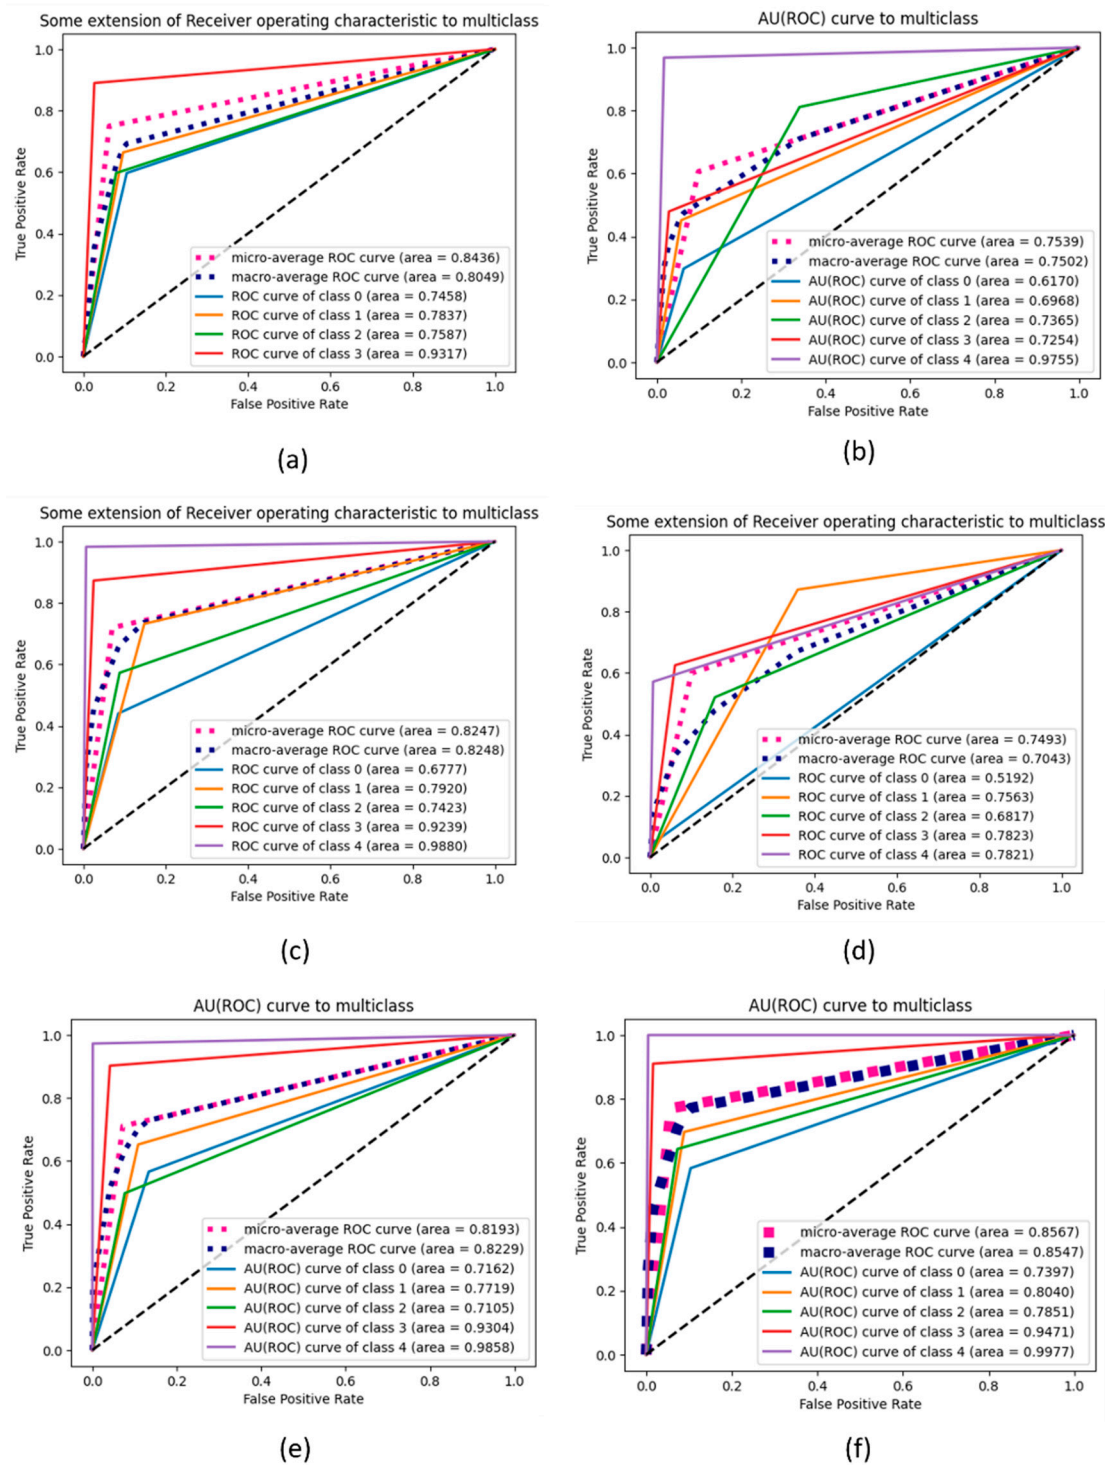 Some extension of Receiver operating characteristic to multiclass
True Positive Rate
1.0
0.8
0.6
0.4
0.2
0.0
micro-average ROC curve (area = 0.8436)
macro-average ROC curve (area = 0.8049)
ROC curve of class 0 (area = 0.7458)
ROC curve of class 1 (area = 0.7837)
ROC curve of class 2 (area = 0.7587)
ROC curve of class 3 (area = 0.9317)
0.0 0.2 0.4 0.6 0.8 1.0
False Positive Rate
(a)
AU(ROC) curve to multiclass
True Positive Rate
1.0
0.8
0.6
0.4
0.2
0.0
micro-average ROC curve (area = 0.7539)
macro-average ROC curve (area = 0.7502)
AU(ROC) curve of class 0 (area = 0.6170)
AU(ROC) curve of class 1 (area = 0.6968)
AU(ROC) curve of class 2 (area = 0.7365)
AU(ROC) curve of class 3 (area = 0.7254)
AU(ROC) curve of class 4 (area = 0.9755)
0.0 0.2 0.4 0.6 0.8 1.0
False Positive Rate
(b)
Some extension of Receiver operating characteristic to multiclass
True Positive Rate
1.0
0.8
0.6
0.4
0.2
0.0
micro-average ROC curve (area = 0.8247)
macro-average ROC curve (area = 0.8248)
ROC curve of class 0 (area = 0.6777)
ROC curve of class 1 (area = 0.7920)
ROC curve of class 2 (area = 0.7423)
ROC curve of class 3 (area = 0.9239)
ROC curve of class 4 (area = 0.9880)
0.0 0.2 0.4 0.6 0.8 1.0
False Positive Rate
(c)
Some extension of Receiver operating characteristic to multiclass
True Positive Rate
1.0
0.8
0.6
0.4
0.2
0.0
micro-average ROC curve (area = 0.7493)
macro-average ROC curve (area = 0.7043)
ROC curve of class 0 (area = 0.5192)
ROC curve of class 1 (area = 0.7563)
ROC curve of class 2 (area = 0.6817)
ROC curve of class 3 (area = 0.7823)
ROC curve of class 4 (area = 0.7821)
0.0 0.2 0.4 0.6 0.8 1.0
False Positive Rate
(d)
AU(ROC) curve to multiclass
True Positive Rate
1.0
0.8
0.6
0.4
0.2
0.0
micro-average ROC curve (area = 0.8193)
macro-average ROC curve (area = 0.8229)
AU(ROC) curve of class 0 (area = 0.7162)
AU(ROC) curve of class 1 (area = 0.7719)
AU(ROC) curve of class 2 (area = 0.7105)
AU(ROC) curve of class 3 (area = 0.9304)
AU(ROC) curve of class 4 (area = 0.9858)
0.0 0.2 0.4 0.6 0.8 1.0
False Positive Rate
(e)
AU(ROC) curve to multiclass
True Positive Rate
1.0
0.8
0.6
0.4
0.2
0.0
micro-average ROC curve (area = 0.8567)
macro-average ROC curve (area = 0.8547)
AU(ROC) curve of class 0 (area = 0.7397)
AU(ROC) curve of class 1 (area = 0.8040)
AU(ROC) curve of class 2 (area = 0.7851)
AU(ROC) curve of class 3 (area = 0.9471)
AU(ROC) curve of class 4 (area = 0.9977)
0.0 0.2 0.4 0.6 0.8 1.0
False Positive Rate
(f)